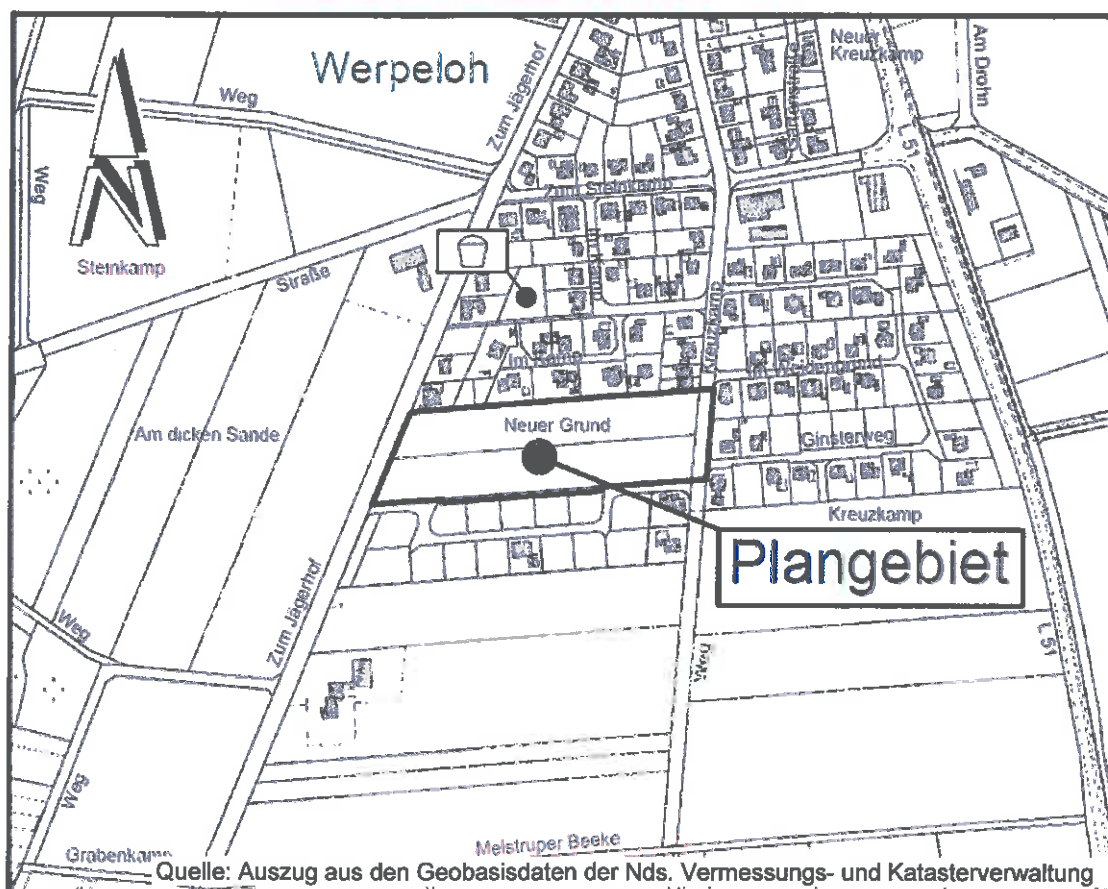 Werpeloh
Neuer
Kreuzkamp
Am Drohn
L 51
Zum Jägerhof
Weg
Weg
Zum Steinkamp
N
Steinkamp
Straße
Kreuzkamp
Im Weidengrund
Am dicken Sande
Neuer Grund
Ginsterweg
Kreuzkamp
Plangebiet
Zum Jägerhof
Weg
Weg
L 51
Weg
Melstruper Beeke
Grabenkamp
Quelle: Auszug aus den Geobasisdaten der Nds. Vermessungs- und Katasterverwaltung